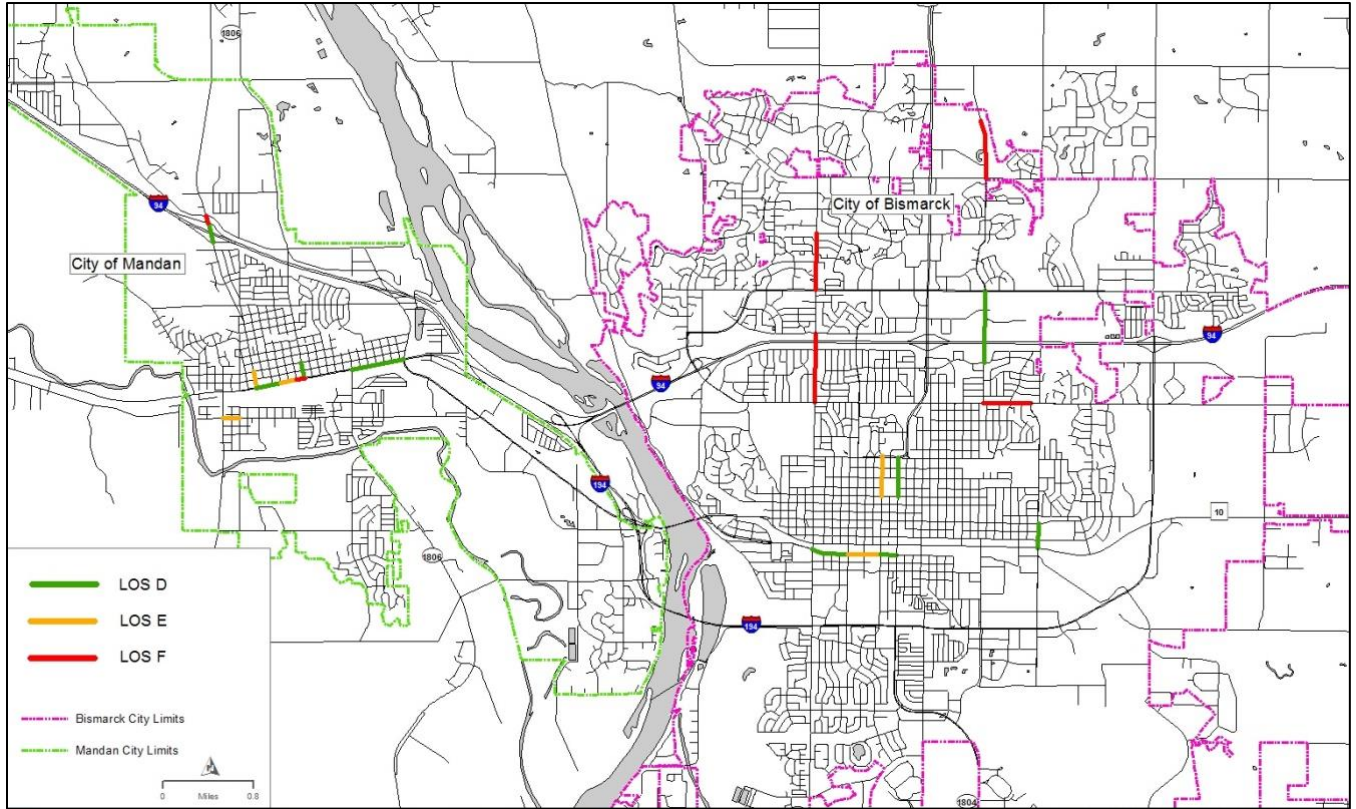 1806
City of Bismarck
94
City of Mandan
94
94
194
10
1806
194
LOS D
LOS E
LOS F
Bismarck City Limits
Mandan City Limits
0 Miles 0.8
1804